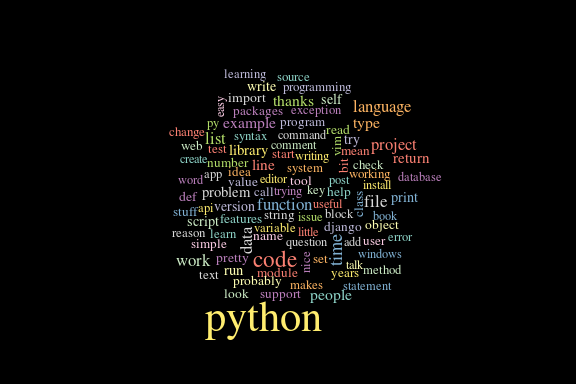 learning source
write programming
easy import thanks self
packages exception language
py example program type
change list syntax command read try
web test library comment vim mean project
create number line start writing bit check return
word app idea system working database
value editor tool post install
def problem call trying key help
stuff api version function useful class file print
script features string issue block book
reason learn data variable little django object
simple name question time add user error
work pretty code nice set windows
text run module years talk method
probably makes statement
look support people
python